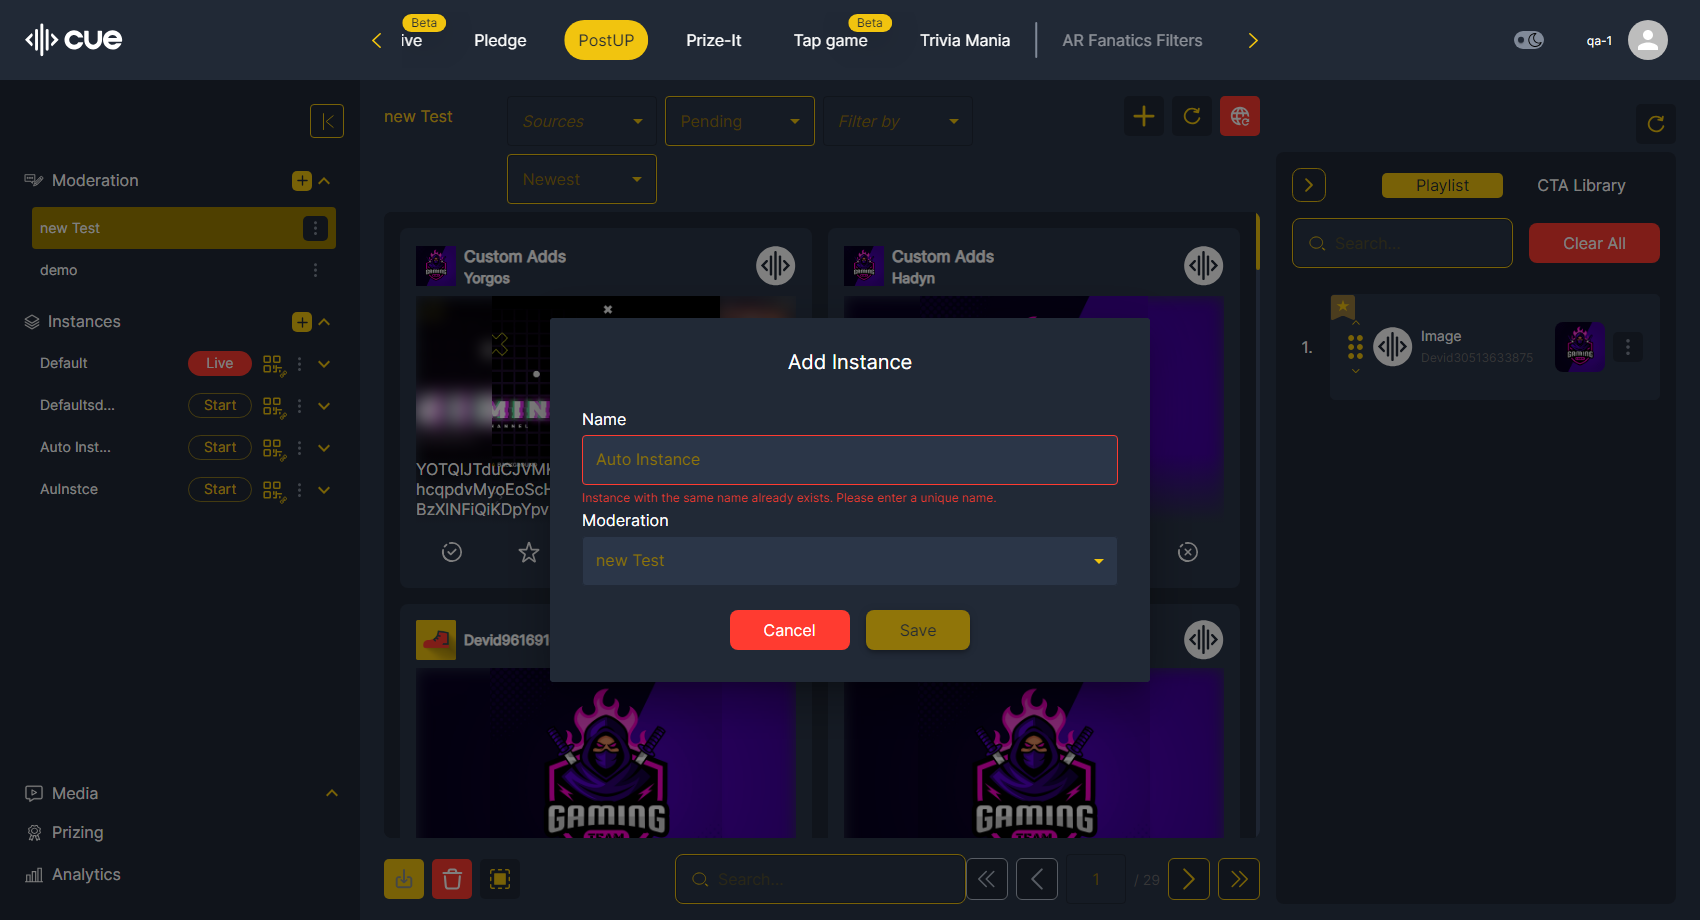 cue
Beta
ive
Pledge
PostUP
Prize-It
Beta
Tap game
Trivia Mania
AR Fanatics Filters
qa-1
Moderation
new Test
demo
Instances
Default
Live
Defaultsd...
Start
Auto Inst...
Start
AuInstce
Start
Media
Prizing
Analytics
new Test
Sources
Pending
Filter by
Newest
Custom Adds
Yorgos
Custom Adds
Hadyn
hcqpdvMyoEoScH
BzXINFiQiKDpYpv
Devid961691
GAMING
TEAM
GAMING
TEAM
Add Instance
Name
Auto Instance
Instance with the same name already exists. Please enter a unique name.
Moderation
new Test
Cancel
Save
Search...
1
/ 29
Playlist
CTA Library
Search...
Clear All
1.
Image
Devid30513633875